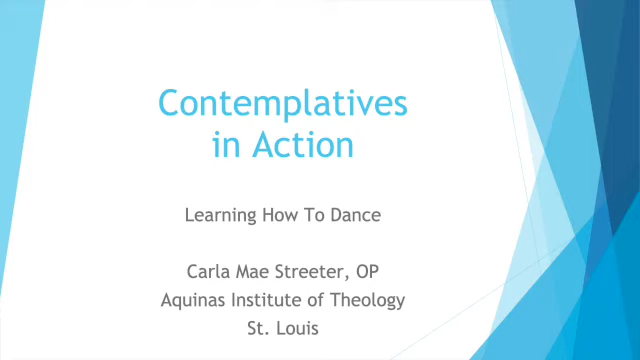 Contemplatives
in Action
Learning How To Dance
Carla Mae Streeter, OP
Aquinas Institute of Theology
St. Louis